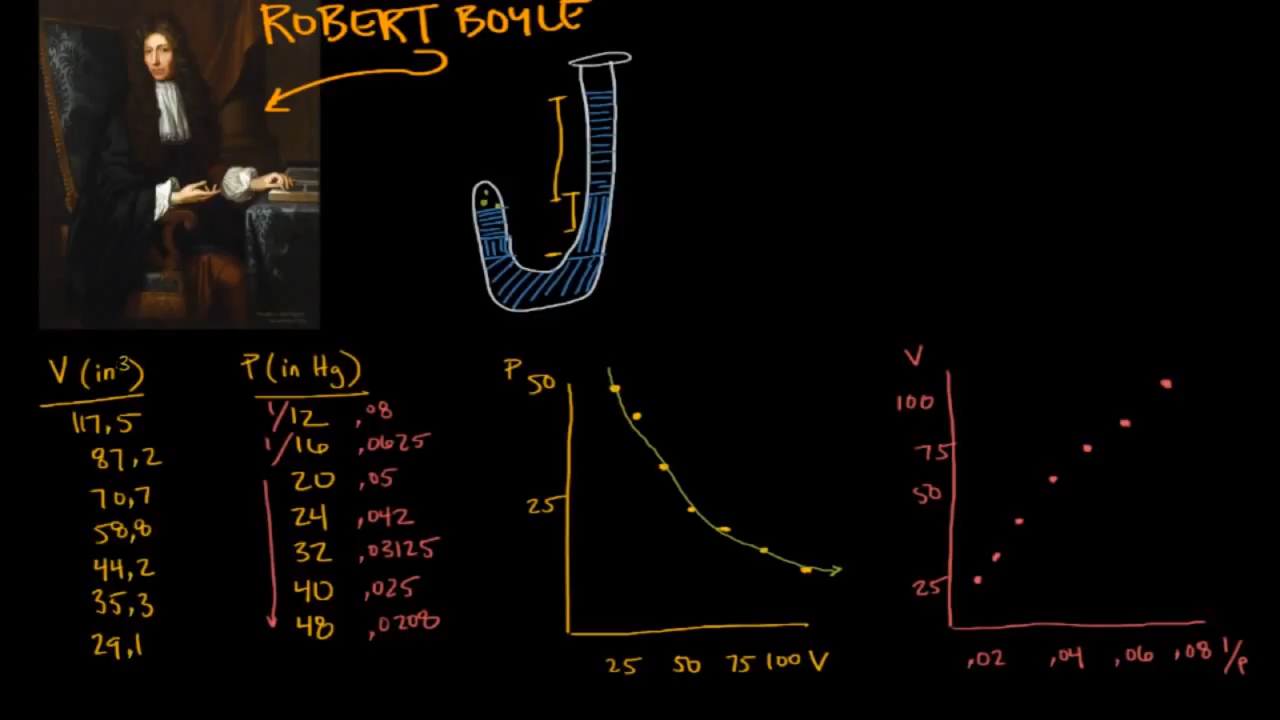 ROBERT BOYLE
V (in³) P (in Hg)
117,5 1/12 ,08
87,2 1/16 ,0625
70,7 20 ,05
58,8 24 ,042
44,2 32 ,03125
35,3 40 ,025
29,1 48 ,0208
P 50
25
25 50 75 100 V
V
100
75
50
25
,02 ,04 ,06 ,08 1/P